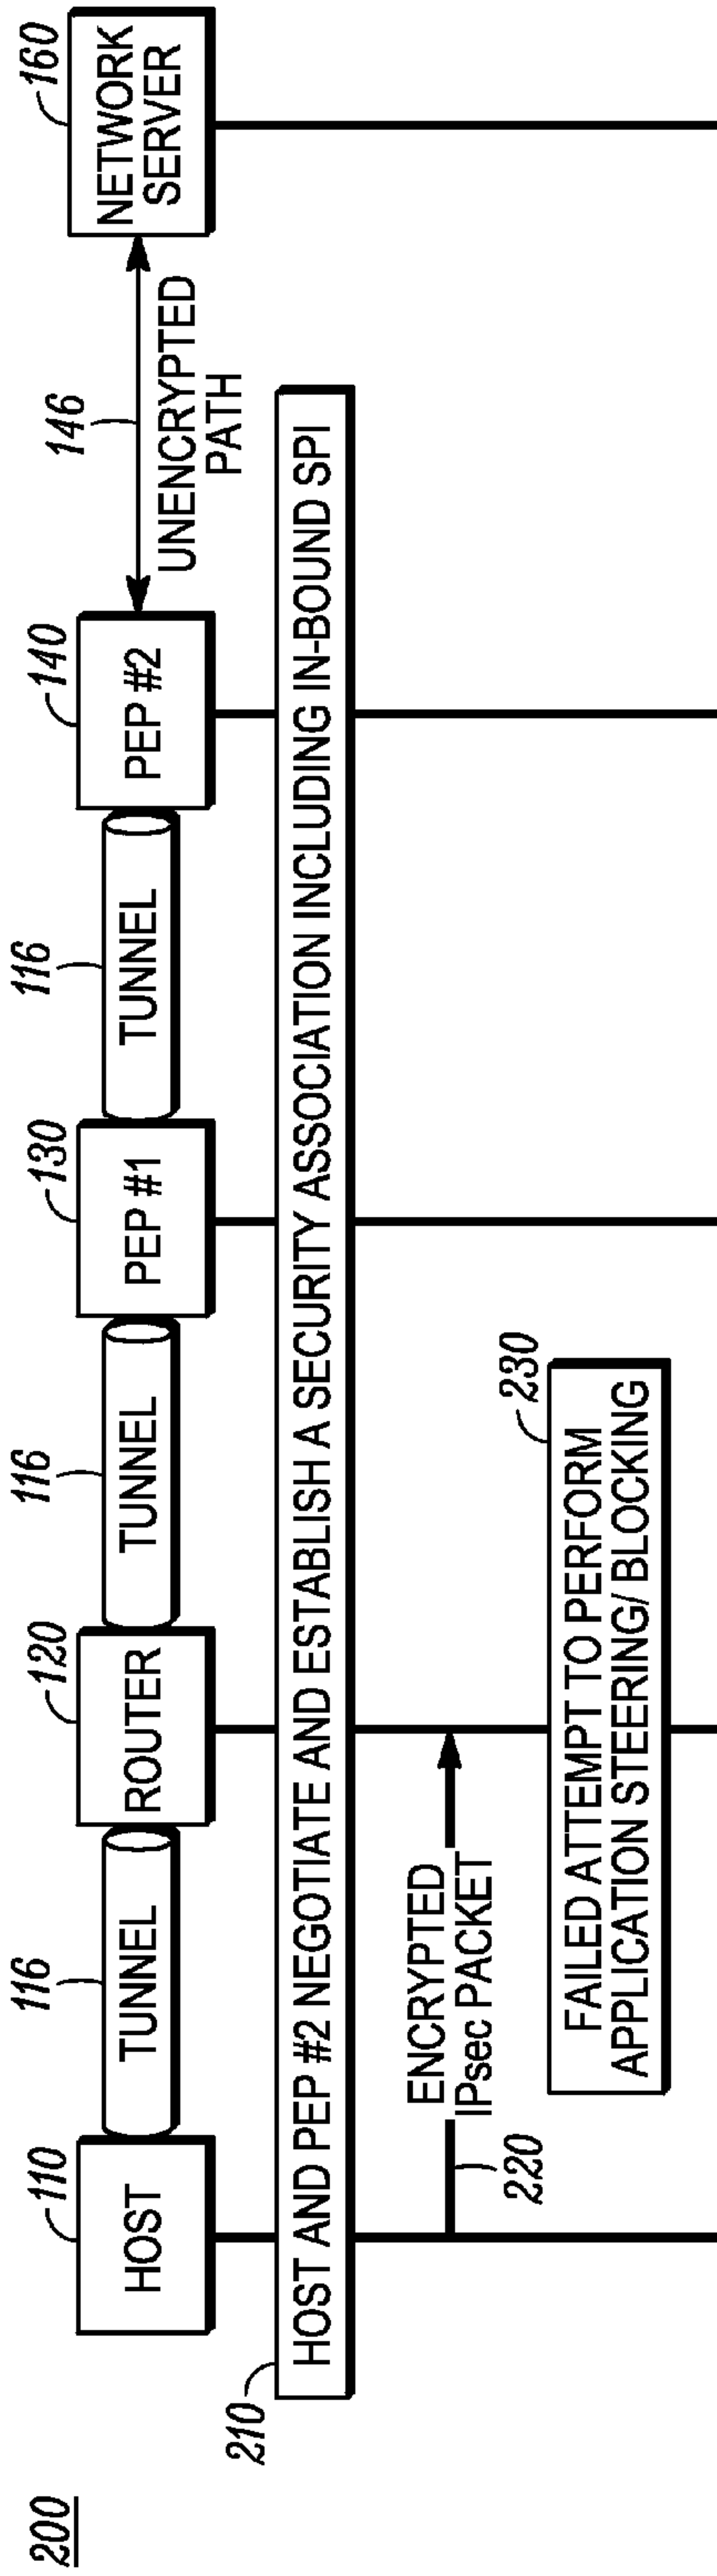 200
110
116
120
116
130
116
140
146
160
HOST
TUNNEL
ROUTER
TUNNEL
PEP #1
TUNNEL
PEP #2
UNENCRYPTED
PATH
NETWORK
SERVER
210
HOST AND PEP #2 NEGOTIATE AND ESTABLISH A SECURITY ASSOCIATION INCLUDING IN-BOUND SPI
220
ENCRYPTED
IPsec PACKET
230
FAILED ATTEMPT TO PERFORM
APPLICATION STEERING/ BLOCKING